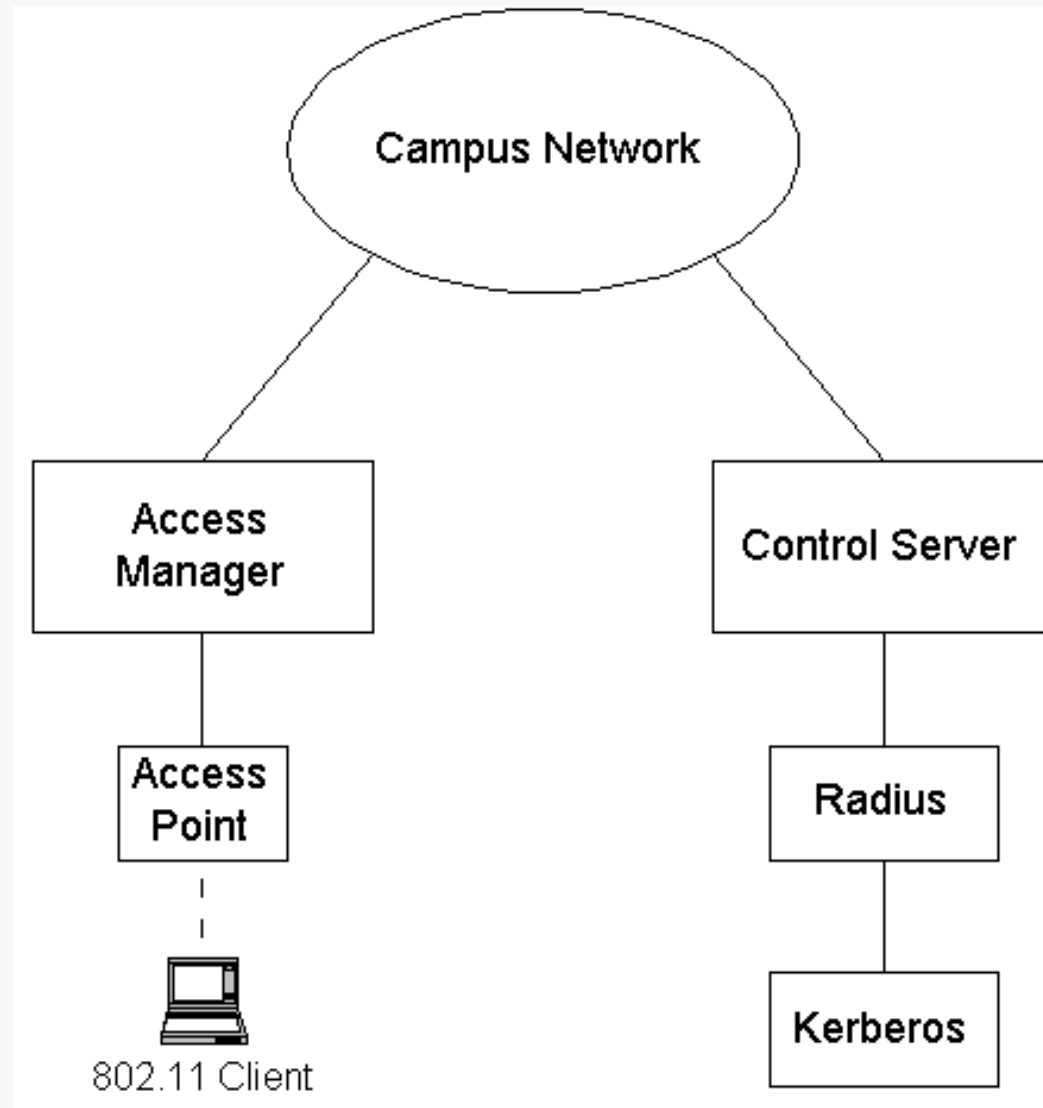 Campus Network
Access
Manager
Control Server
Access
Point
Radius
802.11 Client
Kerberos